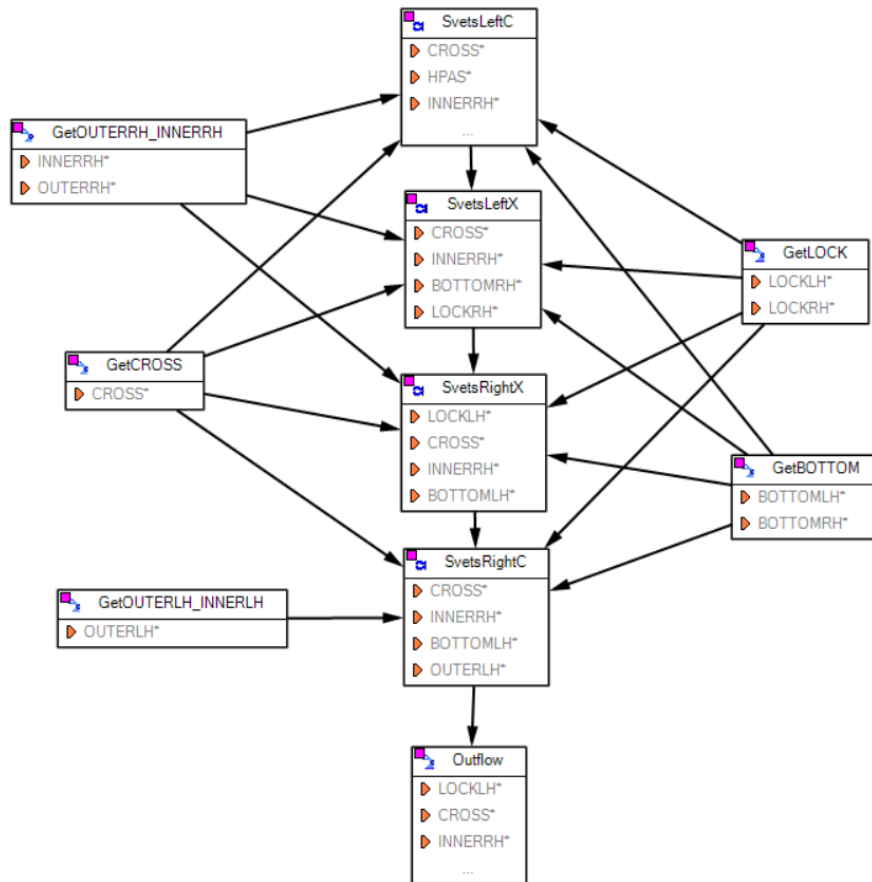 SvetsLeftC
CROSS*
HPAS*
INNERRH*
...
GetOUTERRH_INNERRH
INNERRH*
OUTERRH*
SvetsLeftX
CROSS*
INNERRH*
BOTTOMRH*
LOCKRH*
GetLOCK
LOCKLH*
LOCKRH*
GetCROSS
CROSS*
SvetsRightX
LOCKLH*
CROSS*
INNERRH*
BOTTOMLH*
GetBOTTOM
BOTTOMLH*
BOTTOMRH*
SvetsRightC
CROSS*
INNERRH*
BOTTOMLH*
OUTERLH*
GetOUTERLH_INNERLH
OUTERLH*
Outflow
LOCKLH*
CROSS*
INNERRH*
...